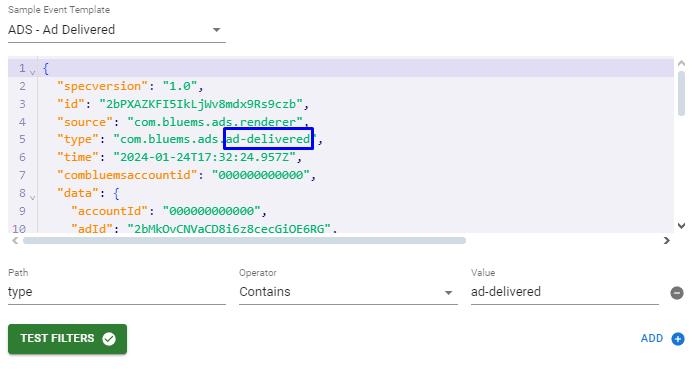 Sample Event Template
ADS - Ad Delivered
1 {
2 "specversion": "1.0",
3 "id": "2bPXAZKFI5IkLjWv8mdx9Rs9czb",
4 "source": "com.bluems.ads.renderer",
5 "type": "com.bluems.ads.ad-delivered",
6 "time": "2024-01-24T17:32:24.957Z",
7 "combluemsaccountid": "000000000000",
8 "data": {
9 "accountId": "000000000000",
10 "adId": "2bMkOvCNVaCD8i6z8cecGiOE6RG",
Path Operator Value
type Contains ad-delivered
TEST FILTERS ADD